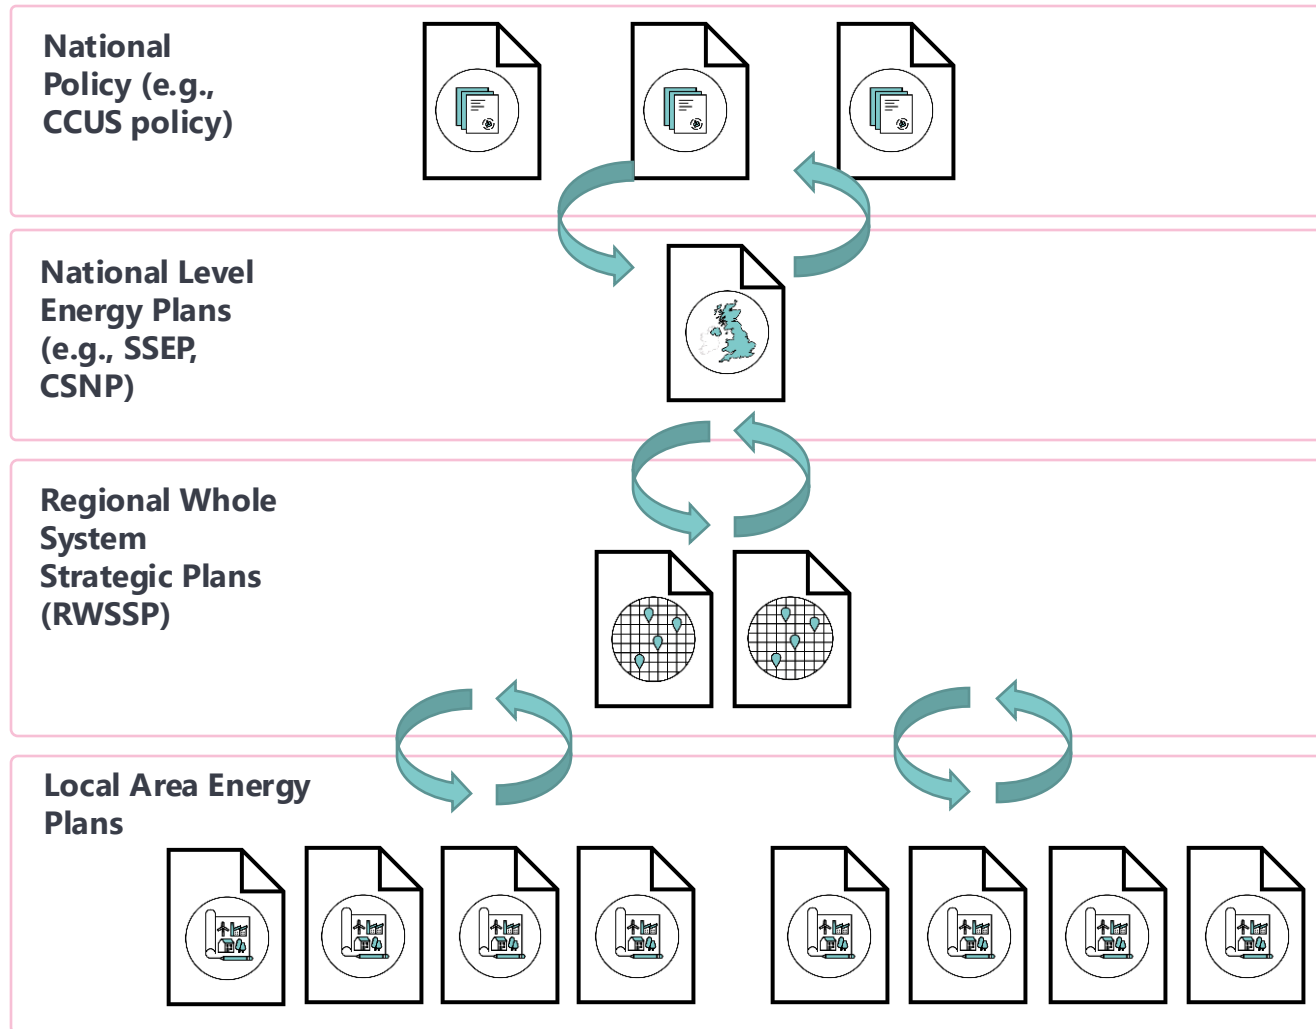 National
Policy (e.g.,
CCUS policy)
National Level
Energy Plans
(e.g., SSEP,
CSNP)
Regional Whole
System
Strategic Plans
(RWSSP)
Local Area Energy
Plans